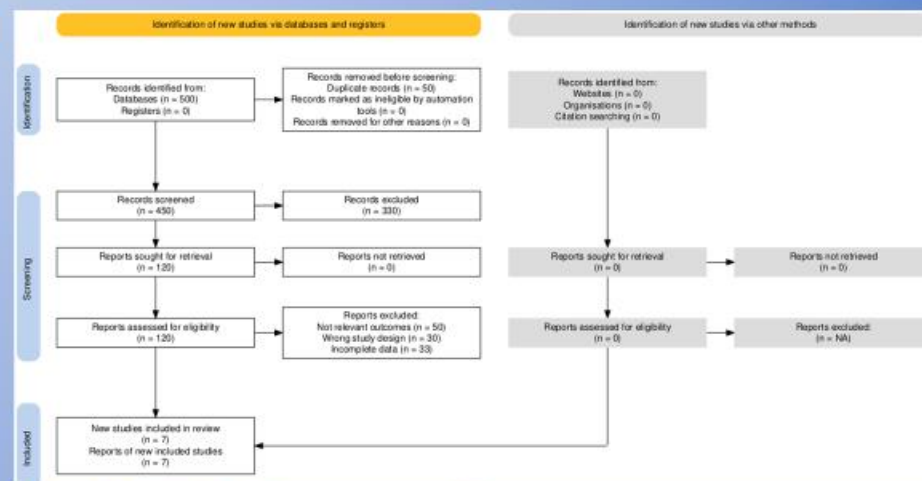 Identification of new studies via databases and registers
Identification of new studies via other methods
Identification
Records identified from:
Databases (n = 500)
Registers (n = 0)
Records removed before screening:
Duplicate records (n = 50)
Records marked as ineligible by automation
tools (n = 0)
Records removed for other reasons (n = 0)
Records identified from:
Websites (n = 0)
Organisations (n = 0)
Citation searching (n = 0)
Screening
Records screened
(n = 450)
Records excluded
(n = 330)
Reports sought for retrieval
(n = 120)
Reports not retrieved
(n = 0)
Reports sought for retrieval
(n = 0)
Reports not retrieved
(n = 0)
Reports assessed for eligibility
(n = 120)
Reports excluded:
Not relevant outcomes (n = 50)
Wrong study design (n = 30)
Incomplete data (n = 33)
Reports assessed for eligibility
(n = 0)
Reports excluded:
(n = NA)
Included
New studies included in review
(n = 7)
Reports of new included studies
(n = 7)